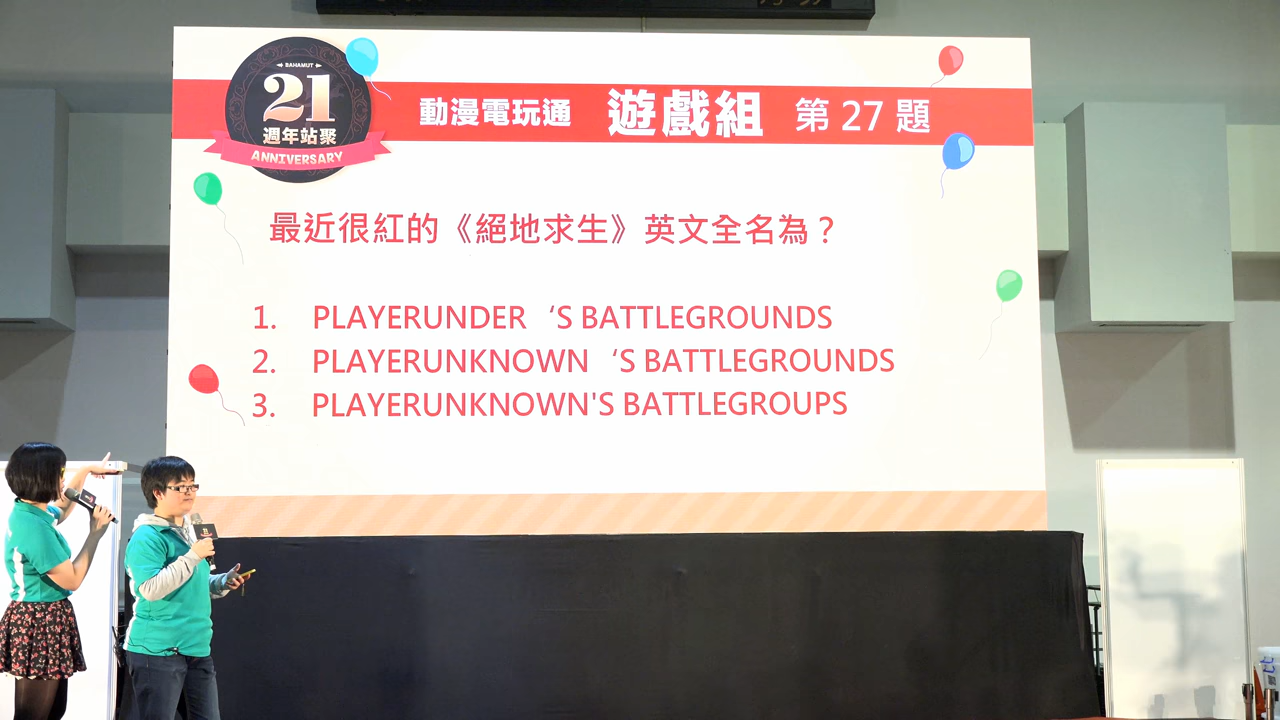 BAHAMUT
21
週年站聚
ANNIVERSARY
動漫電玩通 遊戲組 第 27 題
最近很紅的《絕地求生》英文全名為？
1. PLAYERUNDER‘S BATTLEGROUNDS
2. PLAYERUNKNOWN‘S BATTLEGROUNDS
3. PLAYERUNKNOWN'S BATTLEGROUPS